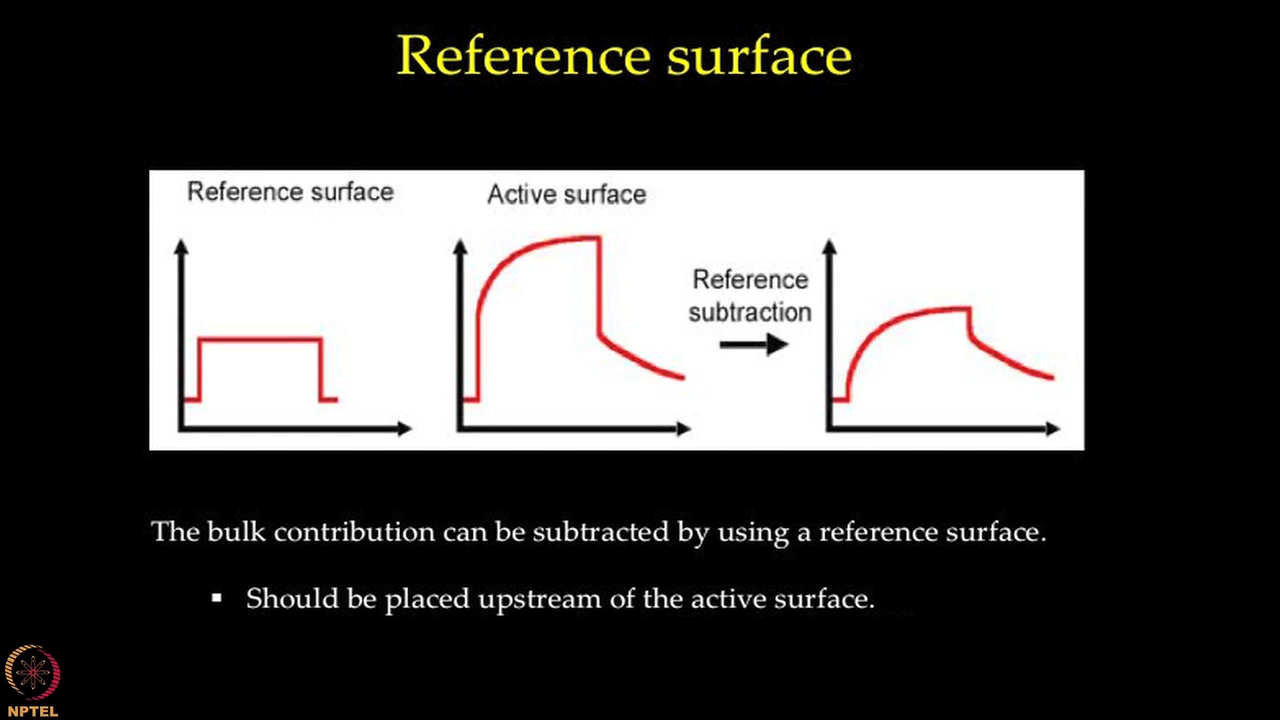 Reference surface
Reference surface
Active surface
Reference
subtraction
The bulk contribution can be subtracted by using a reference surface.
▪ Should be placed upstream of the active surface.
NPTEL